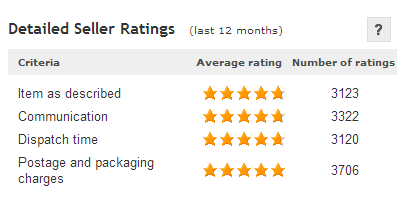 Detailed Seller Ratings (last 12 months) ?
Criteria Average rating Number of ratings
Item as described 3123
Communication 3322
Dispatch time 3120
Postage and packaging
charges 3706